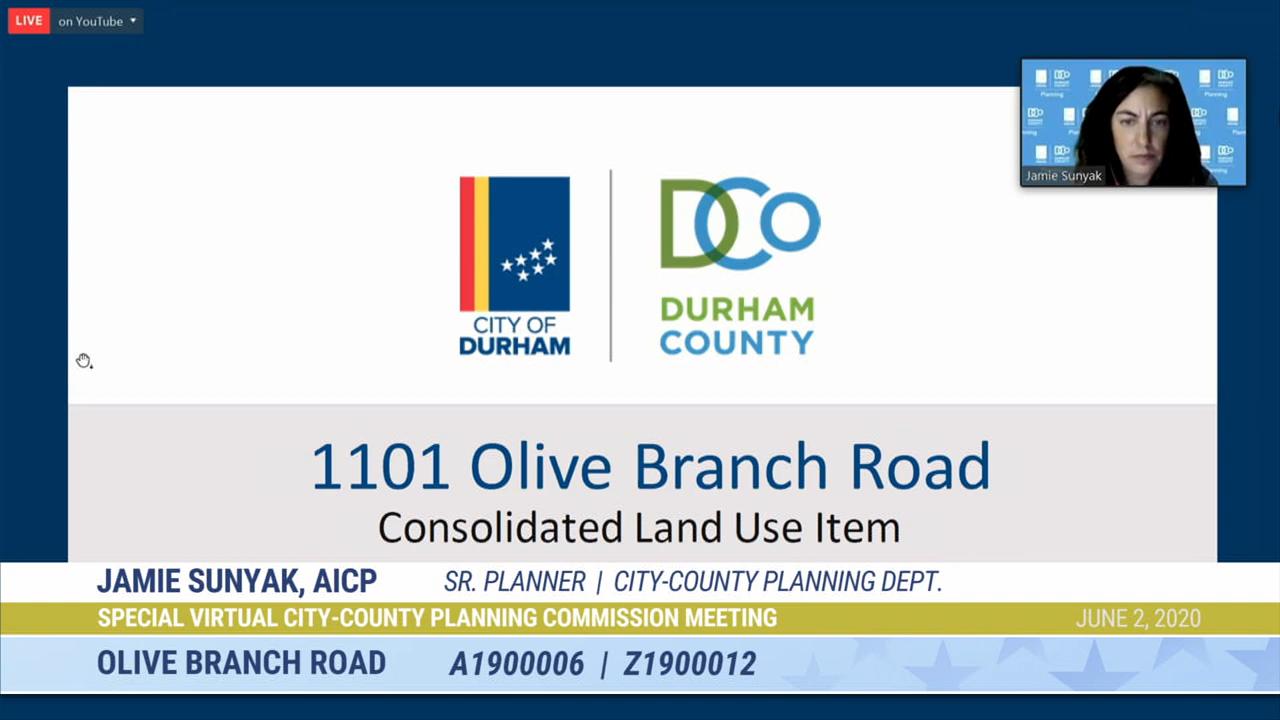 LIVE on YouTube
Jamie Sunyak
CITY OF
DURHAM
DCO
DURHAM
COUNTY
1101 Olive Branch Road
Consolidated Land Use Item
JAMIE SUNYAK, AICP SR. PLANNER | CITY-COUNTY PLANNING DEPT.
SPECIAL VIRTUAL CITY-COUNTY PLANNING COMMISSION MEETING JUNE 2, 2020
OLIVE BRANCH ROAD A1900006 | Z1900012